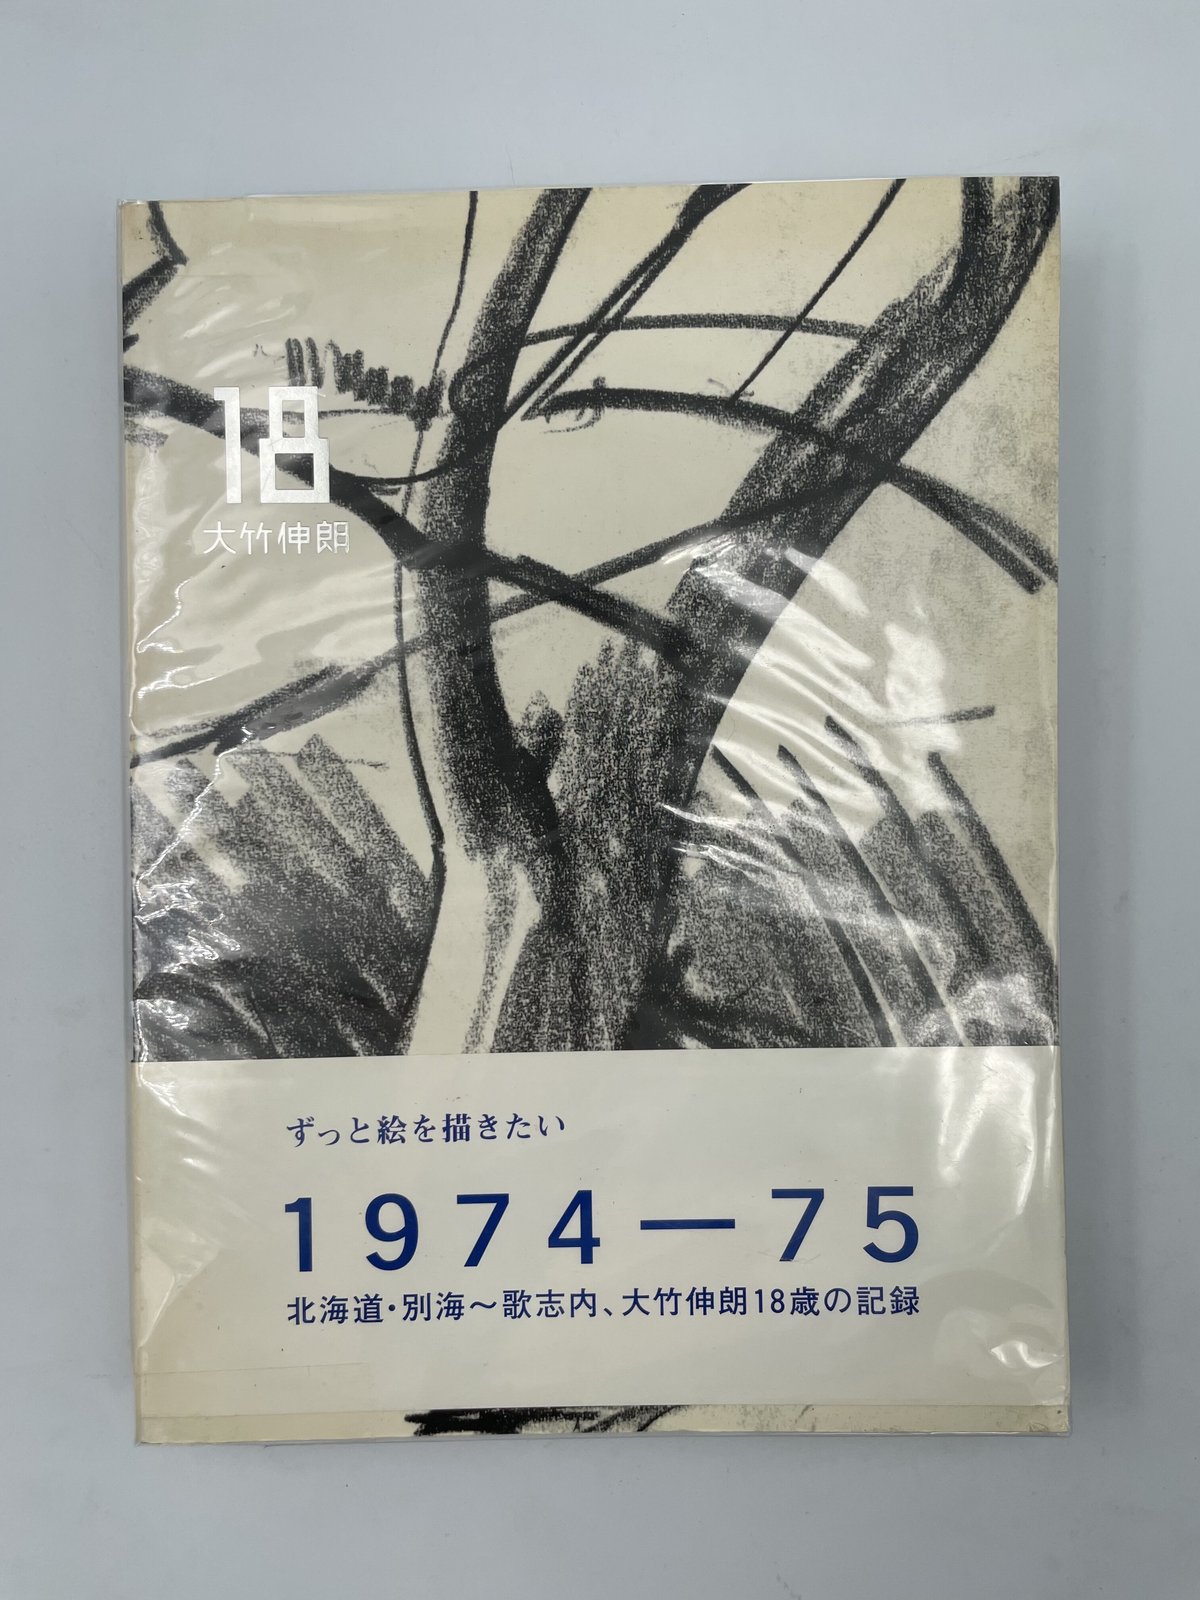 18
大竹伸朗
ずっと絵を描きたい
1974―75
北海道・別海～歌志内、大竹伸朗18歳の記録